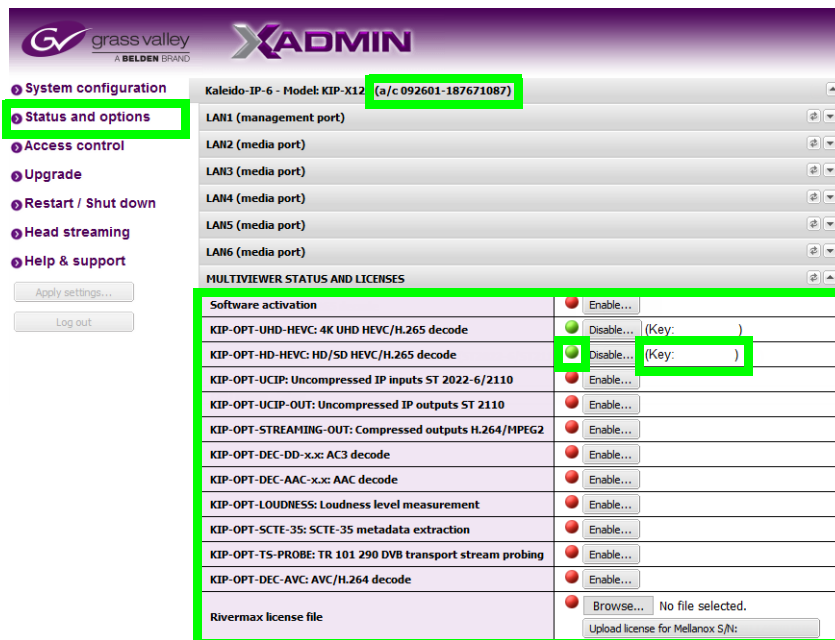 grass valley
A BELDEN BRAND
XADMIN
System configuration
Status and options
Access control
Upgrade
Restart / Shut down
Head streaming
Help & support
Apply settings...
Log out
Kaleido-IP-6 - Model: KIP-X12 (a/c 092601-187671087)
LAN1 (management port)
LAN2 (media port)
LAN3 (media port)
LAN4 (media port)
LAN5 (media port)
LAN6 (media port)
MULTIVIEWER STATUS AND LICENSES
Software activation Enable...
KIP-OPT-UHD-HEVC: 4K UHD HEVC/H.265 decode Disable... (Key: )
KIP-OPT-HD-HEVC: HD/SD HEVC/H.265 decode Disable... (Key: )
KIP-OPT-UCIP: Uncompressed IP inputs ST 2022-6/2110 Enable...
KIP-OPT-UCIP-OUT: Uncompressed IP outputs ST 2110 Enable...
KIP-OPT-STREAMING-OUT: Compressed outputs H.264/MPEG2 Enable...
KIP-OPT-DEC-DD-x.x: AC3 decode Enable...
KIP-OPT-DEC-AAC-x.x: AAC decode Enable...
KIP-OPT-LOUDNESS: Loudness level measurement Enable...
KIP-OPT-SCTE-35: SCTE-35 metadata extraction Enable...
KIP-OPT-TS-PROBE: TR 101 290 DVB transport stream probing Enable...
KIP-OPT-DEC-AVC: AVC/H.264 decode Enable...
Rivermax license file Browse... No file selected.
Upload license for Mellanox S/N: